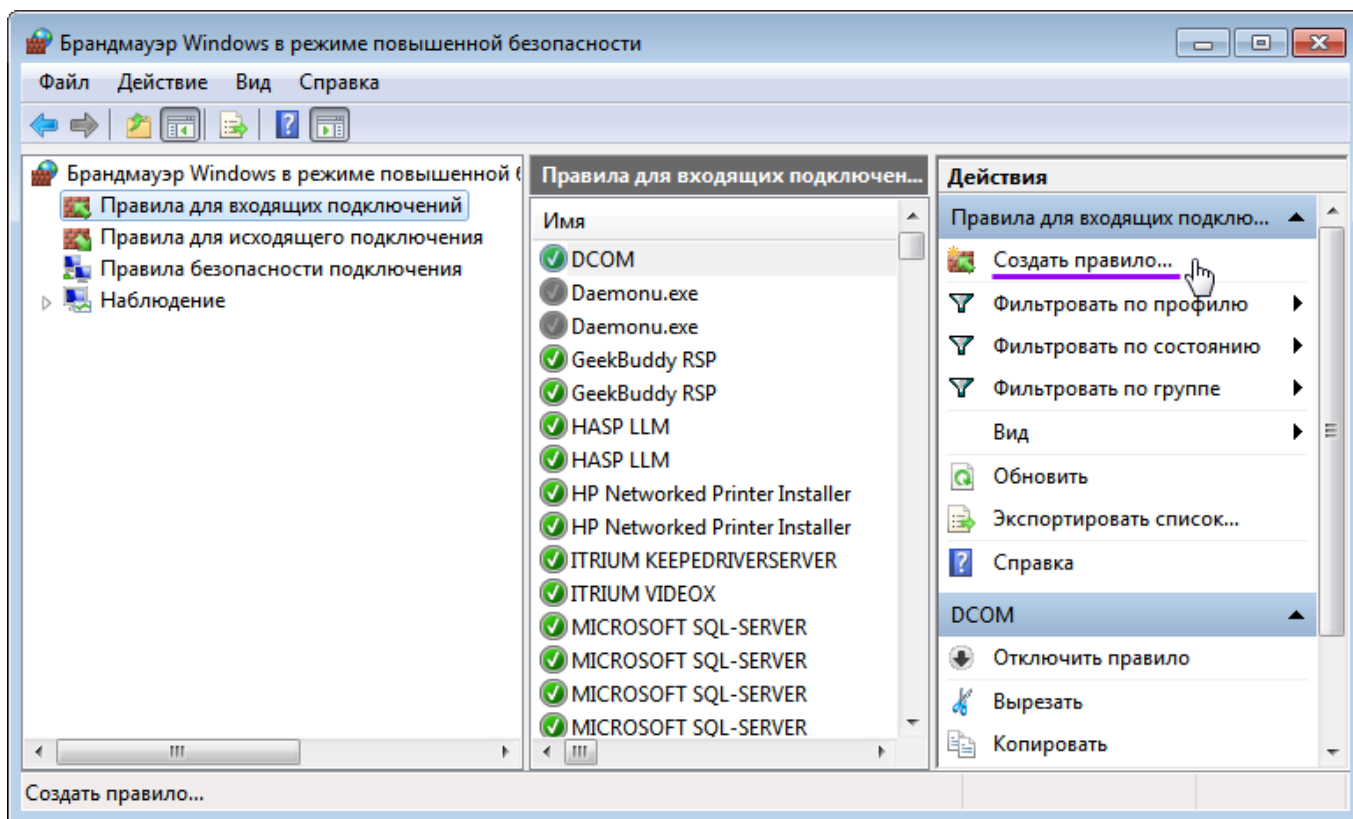 Брандмауэр Windows в режиме повышенной безопасности
Файл Действие Вид Справка
Брандмауэр Windows в режиме повышенной б
Правила для входящих подключений
Правила для исходящего подключения
Правила безопасности подключения
Наблюдение
Правила для входящих подключен...
Имя
DCOM
Daemonu.exe
Daemonu.exe
GeekBuddy RSP
GeekBuddy RSP
HASP LLM
HASP LLM
HP Networked Printer Installer
HP Networked Printer Installer
ITRIUM KEEPEDRIVERSERVER
ITRIUM VIDEOX
MICROSOFT SQL-SERVER
MICROSOFT SQL-SERVER
MICROSOFT SQL-SERVER
MICROSOFT SQL-SERVER
Действия
Правила для входящих подклю...
Создать правило...
Фильтровать по профилю
Фильтровать по состоянию
Фильтровать по группе
Вид
Обновить
Экспортировать список...
Справка
DCOM
Отключить правило
Вырезать
Копировать
Создать правило...